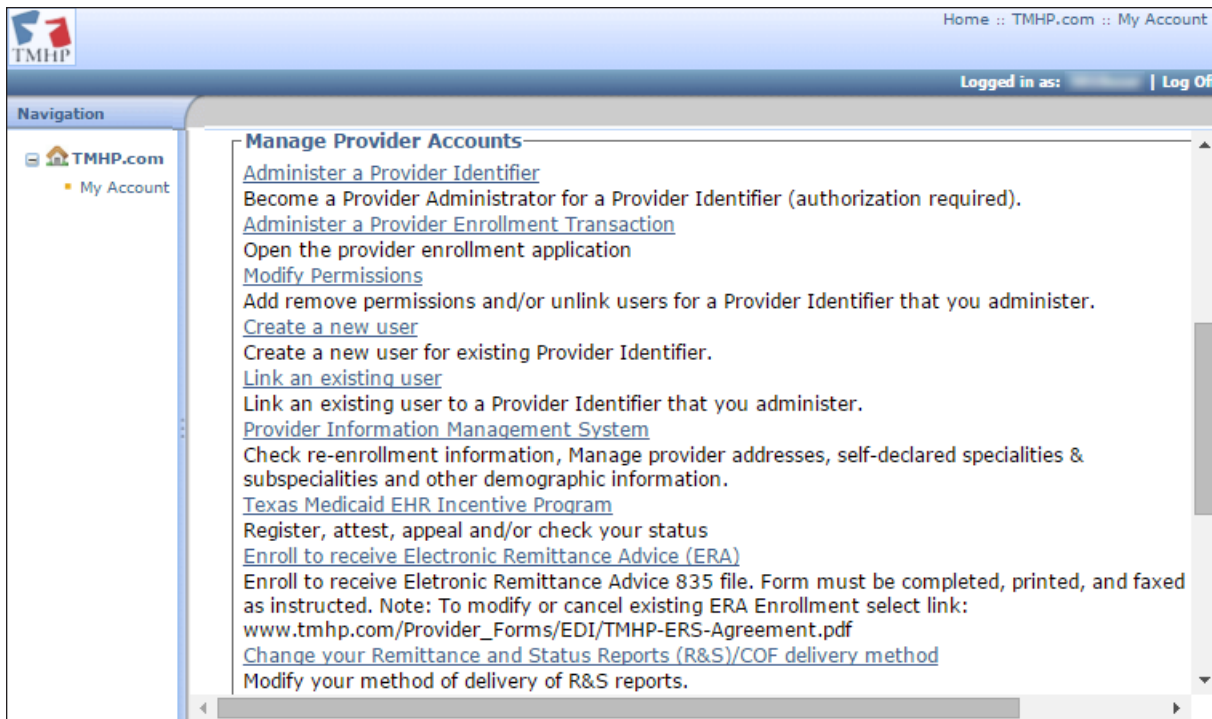 TMHP
Home :: TMHP.com :: My Account
Logged in as: | Log Of
Navigation
TMHP.com
My Account
Manage Provider Accounts
Administer a Provider Identifier
Become a Provider Administrator for a Provider Identifier (authorization required).
Administer a Provider Enrollment Transaction
Open the provider enrollment application
Modify Permissions
Add remove permissions and/or unlink users for a Provider Identifier that you administer.
Create a new user
Create a new user for existing Provider Identifier.
Link an existing user
Link an existing user to a Provider Identifier that you administer.
Provider Information Management System
Check re-enrollment information, Manage provider addresses, self-declared specialities &
subspecialities and other demographic information.
Texas Medicaid EHR Incentive Program
Register, attest, appeal and/or check your status
Enroll to receive Electronic Remittance Advice (ERA)
Enroll to receive Eletronic Remittance Advice 835 file. Form must be completed, printed, and faxed
as instructed. Note: To modify or cancel existing ERA Enrollment select link:
www.tmhp.com/Provider_Forms/EDI/TMHP-ERS-Agreement.pdf
Change your Remittance and Status Reports (R&S)/COF delivery method
Modify your method of delivery of R&S reports.